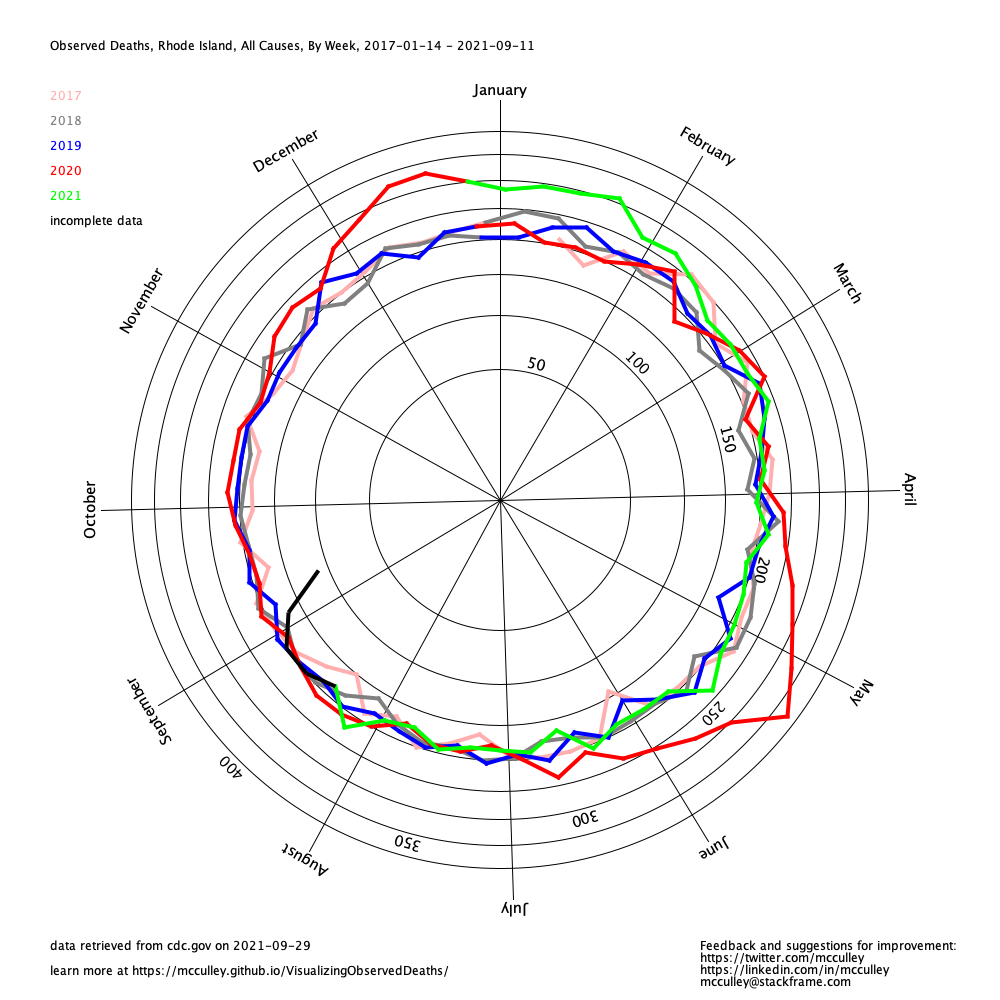 Observed Deaths, Rhode Island, All Causes, By Week, 2017-01-14 - 2021-09-11
January
2017
2018
2019
2020
2021
incomplete data
December
February
November
March
50
100
150
October
April
200
September
May
250
400
300
350
August
June
July
data retrieved from cdc.gov on 2021-09-29
learn more at https://mcculley.github.io/VisualizingObservedDeaths/
Feedback and suggestions for improvement:
https://twitter.com/mcculley
https://linkedin.com/in/mcculley
mcculley@stackframe.com